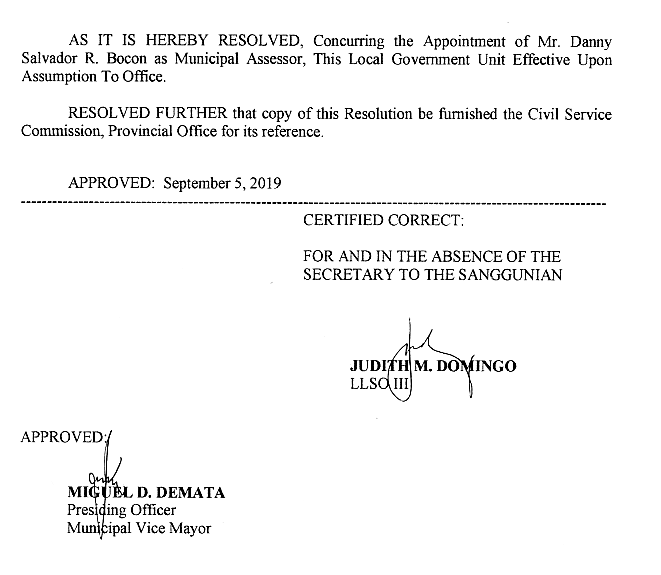 AS IT IS HEREBY RESOLVED, Concurring the Appointment of Mr. Danny
Salvador R. Bocon as Municipal Assessor, This Local Government Unit Effective Upon
Assumption To Office.
RESOLVED FURTHER that copy of this Resolution be furnished the Civil Service
Commission, Provincial Office for its reference.
APPROVED: September 5, 2019
CERTIFIED CORRECT:
FOR AND IN THE ABSENCE OF THE
SECRETARY TO THE SANGGUNIAN
JUDITH M. DOMINGO
LLSO III
APPROVED:
MIGUEL D. DEMATA
Presiding Officer
Municipal Vice Mayor